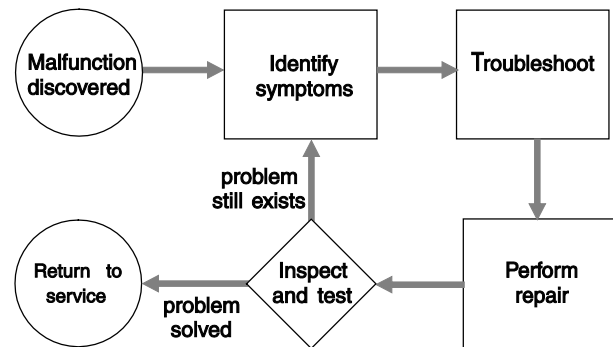 Malfunction
discovered
Identify
symptoms
Troubleshoot
problem
still exists
Return to
service
problem
solved
Inspect
and test
Perform
repair